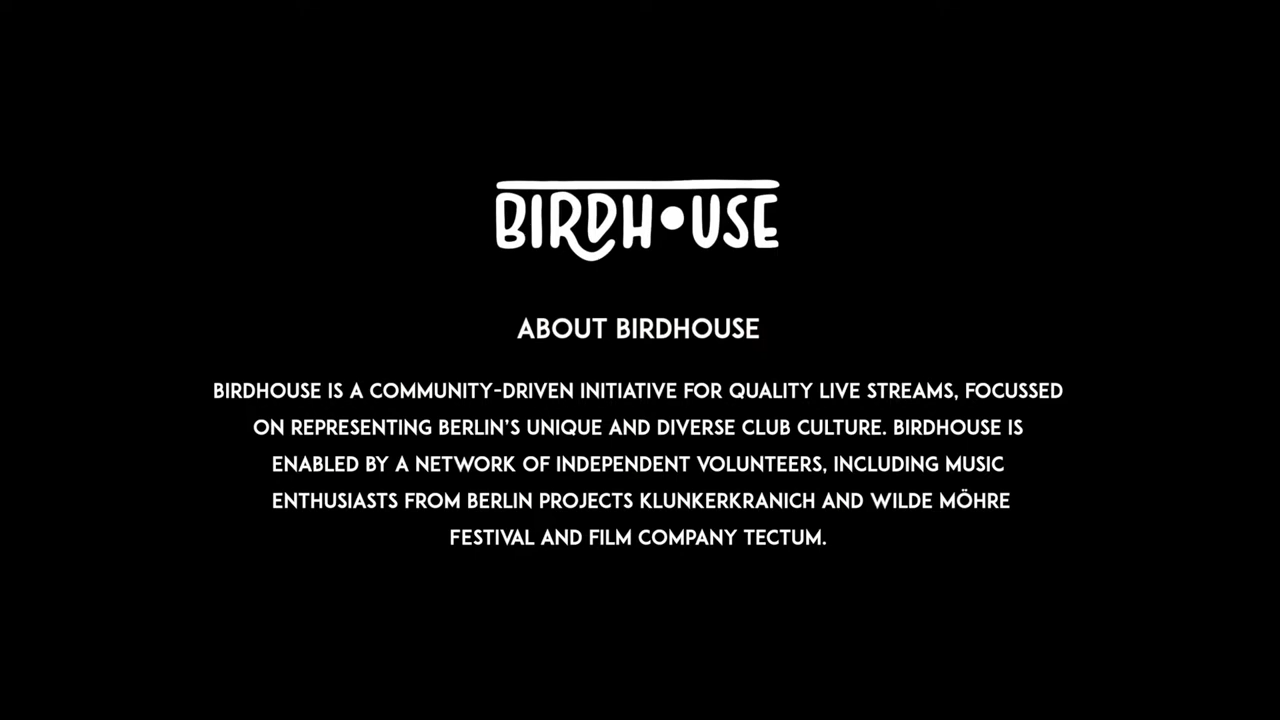 BIRDHOUSE
ABOUT BIRDHOUSE
BIRDHOUSE IS A COMMUNITY-DRIVEN INITIATIVE FOR QUALITY LIVE STREAMS, FOCUSSED
ON REPRESENTING BERLIN'S UNIQUE AND DIVERSE CLUB CULTURE. BIRDHOUSE IS
ENABLED BY A NETWORK OF INDEPENDENT VOLUNTEERS, INCLUDING MUSIC
ENTHUSIASTS FROM BERLIN PROJECTS KLUNKERKRANICH AND WILDE MÖHRE
FESTIVAL AND FILM COMPANY TECTUM.